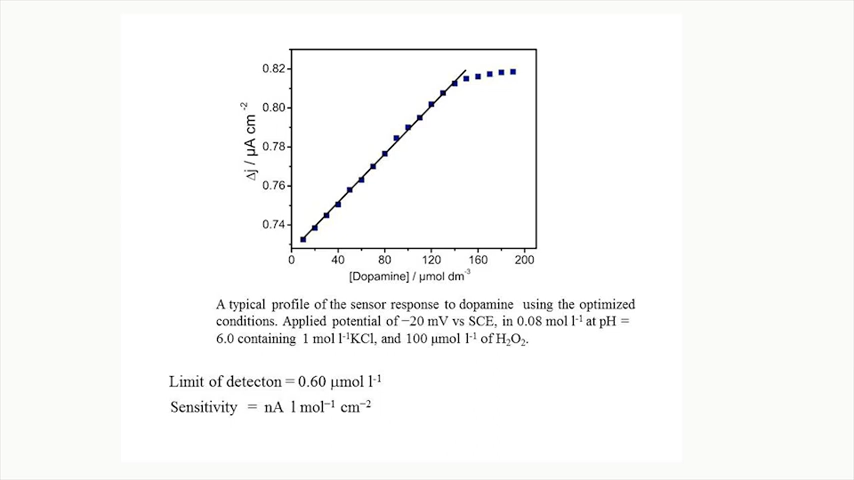 0.82
0.80
0.78
0.76
0.74
Δj / μA cm⁻²
0 40 80 120 160 200
[Dopamine] / μmol dm⁻³
A typical profile of the sensor response to dopamine using the optimized
conditions. Applied potential of −20 mV vs SCE, in 0.08 mol l⁻¹ at pH =
6.0 containing 1 mol l⁻¹KCl, and 100 μmol l⁻¹ of H₂O₂.
Limit of detecton = 0.60 μmol l⁻¹
Sensitivity = nA l mol⁻¹ cm⁻²